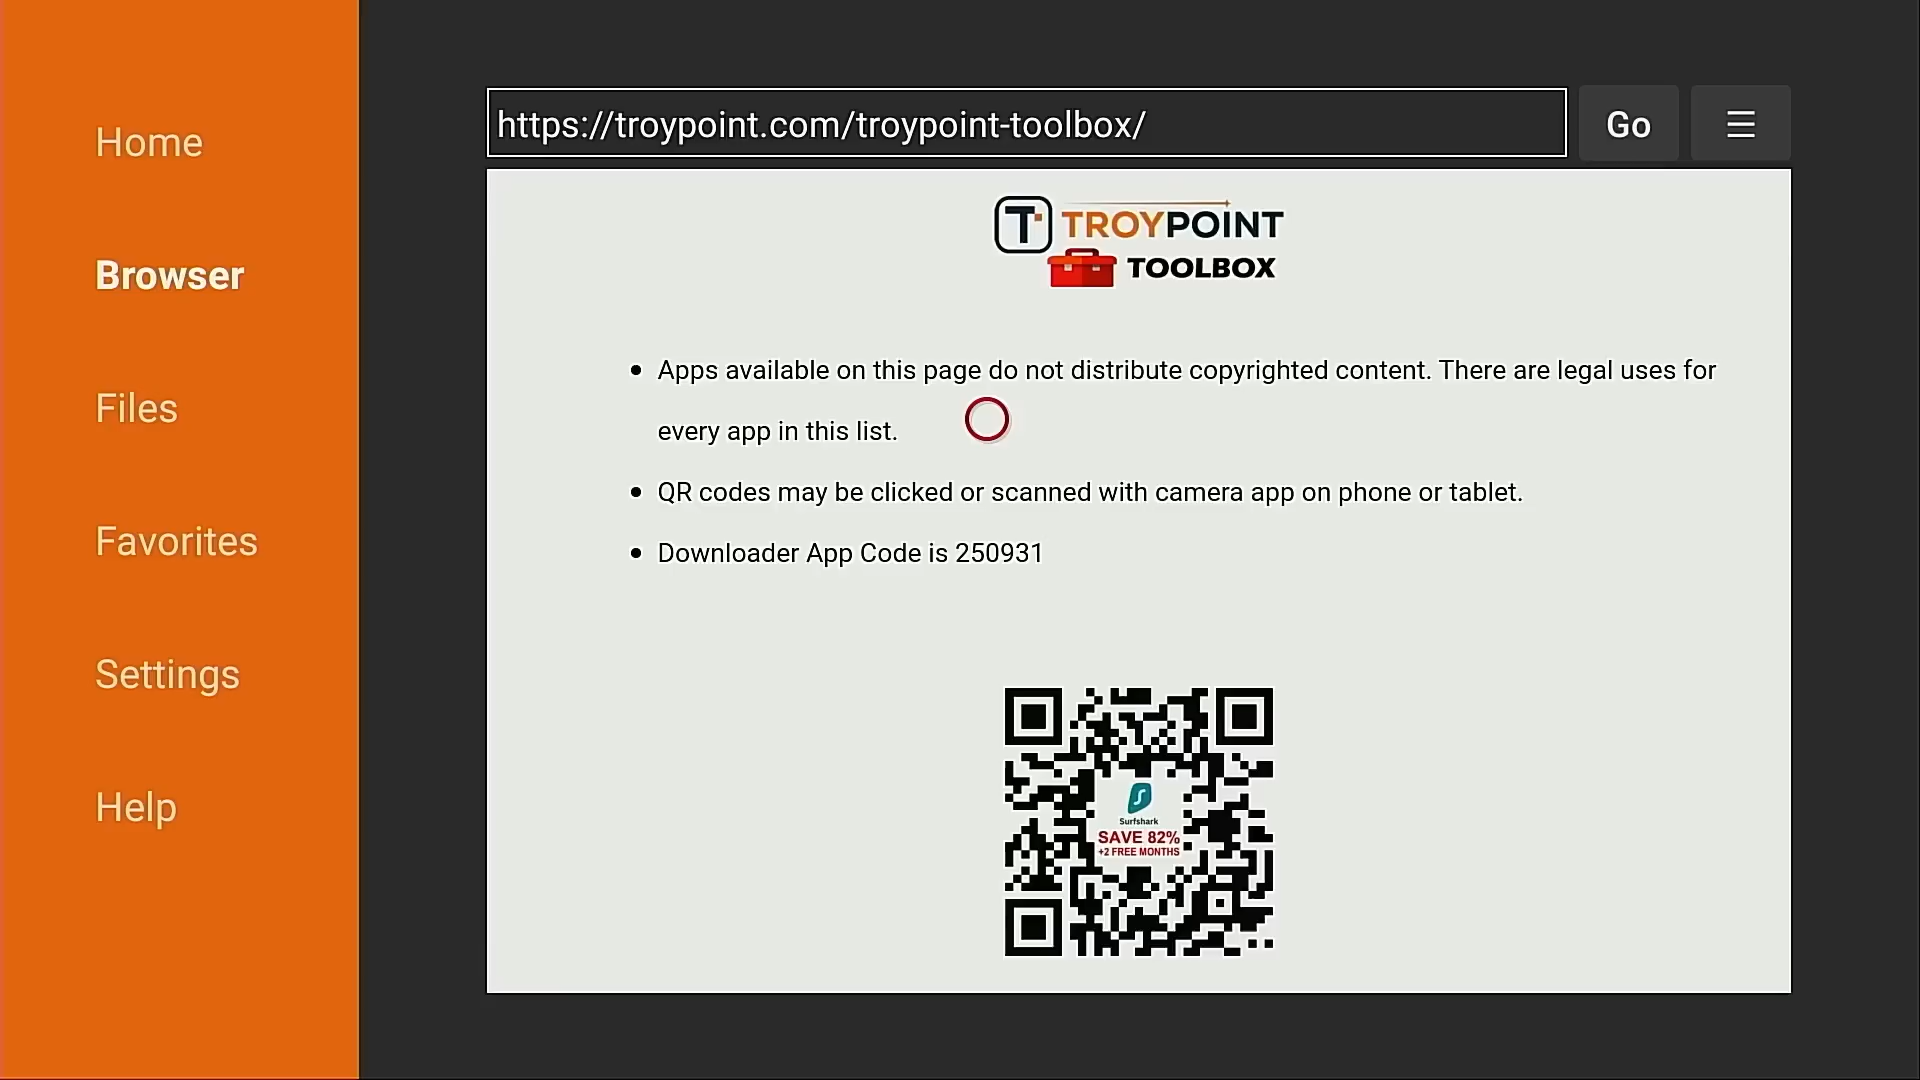 Home
Browser
Files
Favorites
Settings
Help
https://troypoint.com/troypoint-toolbox/
Go
TROYPOINT
TOOLBOX
Apps available on this page do not distribute copyrighted content. There are legal uses for
every app in this list.
QR codes may be clicked or scanned with camera app on phone or tablet.
Downloader App Code is 250931
Surfshark
SAVE 82%
+2 FREE MONTHS